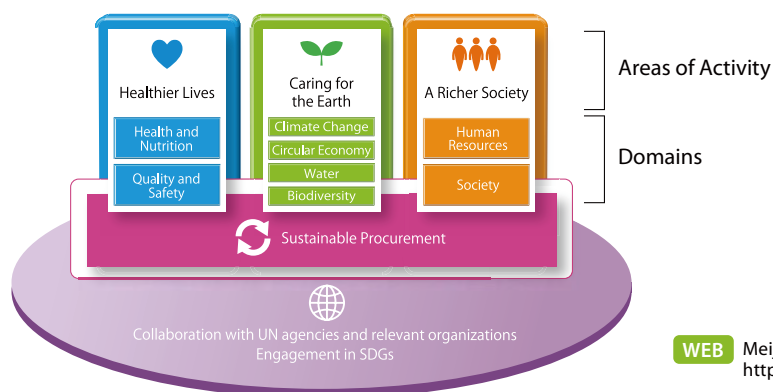 Healthier Lives
Health and
Nutrition
Quality and
Safety
Caring for
the Earth
Climate Change
Circular Economy
Water
Biodiversity
A Richer Society
Human
Resources
Society
Areas of Activity
Domains
Sustainable Procurement
Collaboration with UN agencies and relevant organizations
Engagement in SDGs
WEB